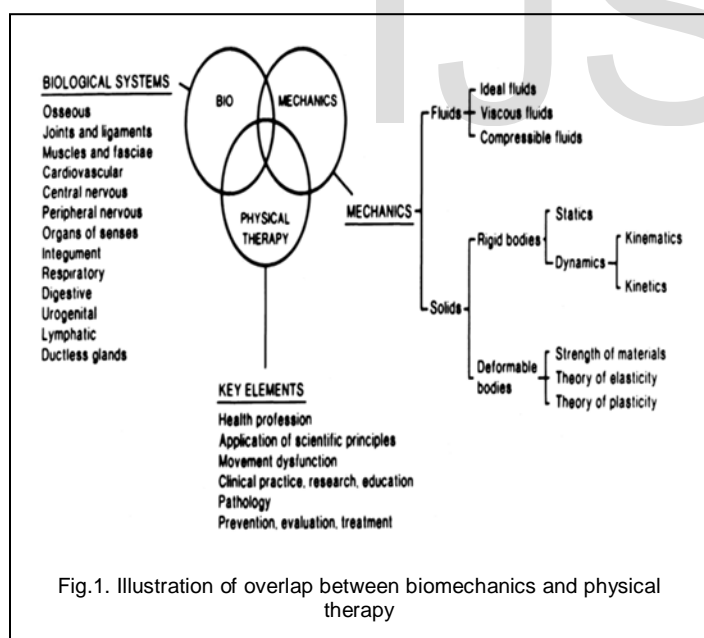 IJS
BIO
MECHANICS
PHYSICAL
THERAPY
BIOLOGICAL SYSTEMS
Osseous
Joints and ligaments
Muscles and fasciae
Cardiovascular
Central nervous
Peripheral nervous
Organs of senses
Integument
Respiratory
Digestive
Urogenital
Lymphatic
Ductless glands
KEY ELEMENTS
Health profession
Application of scientific principles
Movement dysfunction
Clinical practice, research, education
Pathology
Prevention, evaluation, treatment
MECHANICS
Fluids
Ideal fluids
Viscous fluids
Compressible fluids
Solids
Rigid bodies
Statics
Dynamics
Kinematics
Kinetics
Deformable
bodies
Strength of materials
Theory of elasticity
Theory of plasticity
Fig.1. Illustration of overlap between biomechanics and physical
therapy